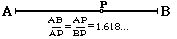 P
A B
AB/AP = AP/BP = 1.618...